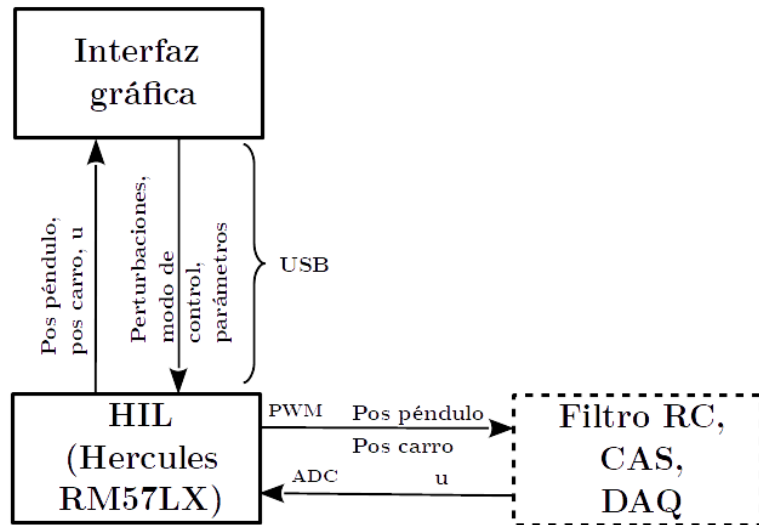 Interfaz
gráfica
Pos péndulo,
pos carro, u
Perturbaciones,
modo de
control,
parámetros
USB
HIL
(Hercules
RM57LX)
PWM
Pos péndulo
Pos carro
ADC
u
Filtro RC,
CAS,
DAQ